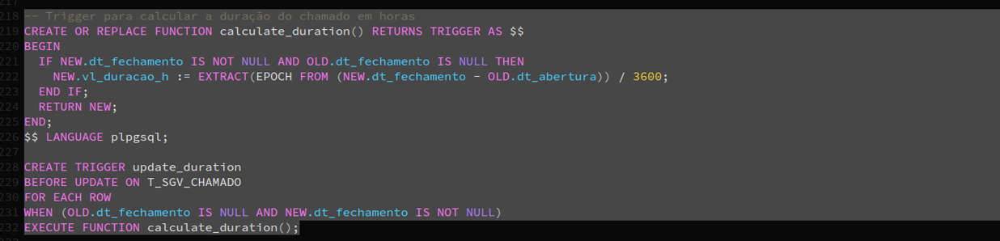 217
218 -- Trigger para calcular a duração do chamado em horas
219 CREATE OR REPLACE FUNCTION calculate_duration() RETURNS TRIGGER AS $$
220 BEGIN
221   IF NEW.dt_fechamento IS NOT NULL AND OLD.dt_fechamento IS NULL THEN
222     NEW.vl_duracao_h := EXTRACT(EPOCH FROM (NEW.dt_fechamento - OLD.dt_abertura)) / 3600;
223   END IF;
224   RETURN NEW;
225 END;
226 $$ LANGUAGE plpgsql;
227
228 CREATE TRIGGER update_duration
229 BEFORE UPDATE ON T_SGV_CHAMADO
230 FOR EACH ROW
231 WHEN (OLD.dt_fechamento IS NULL AND NEW.dt_fechamento IS NOT NULL)
232 EXECUTE FUNCTION calculate_duration();